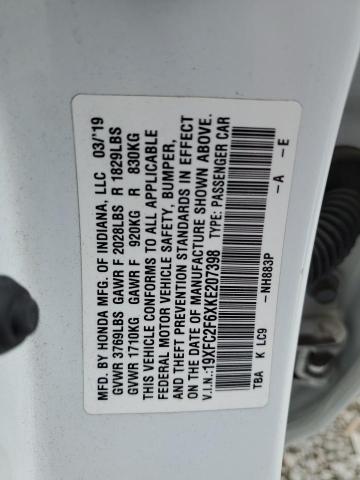 MFD. BY HONDA MFG. OF INDIANA, LLC 03/'19
GVWR 3769LBS GAWR F 2028LBS R 1829LBS
GVWR 1710KG GAWR F 920KG R 830KG
THIS VEHICLE CONFORMS TO ALL APPLICABLE
FEDERAL MOTOR VEHICLE SAFETY, BUMPER,
AND THEFT PREVENTION STANDARDS IN EFFECT
ON THE DATE OF MANUFACTURE SHOWN ABOVE.
V.I.N.:19XFC2F6XKE207398 TYPE: PASSENGER CAR
TBA K LC9 - NH883P - A - E